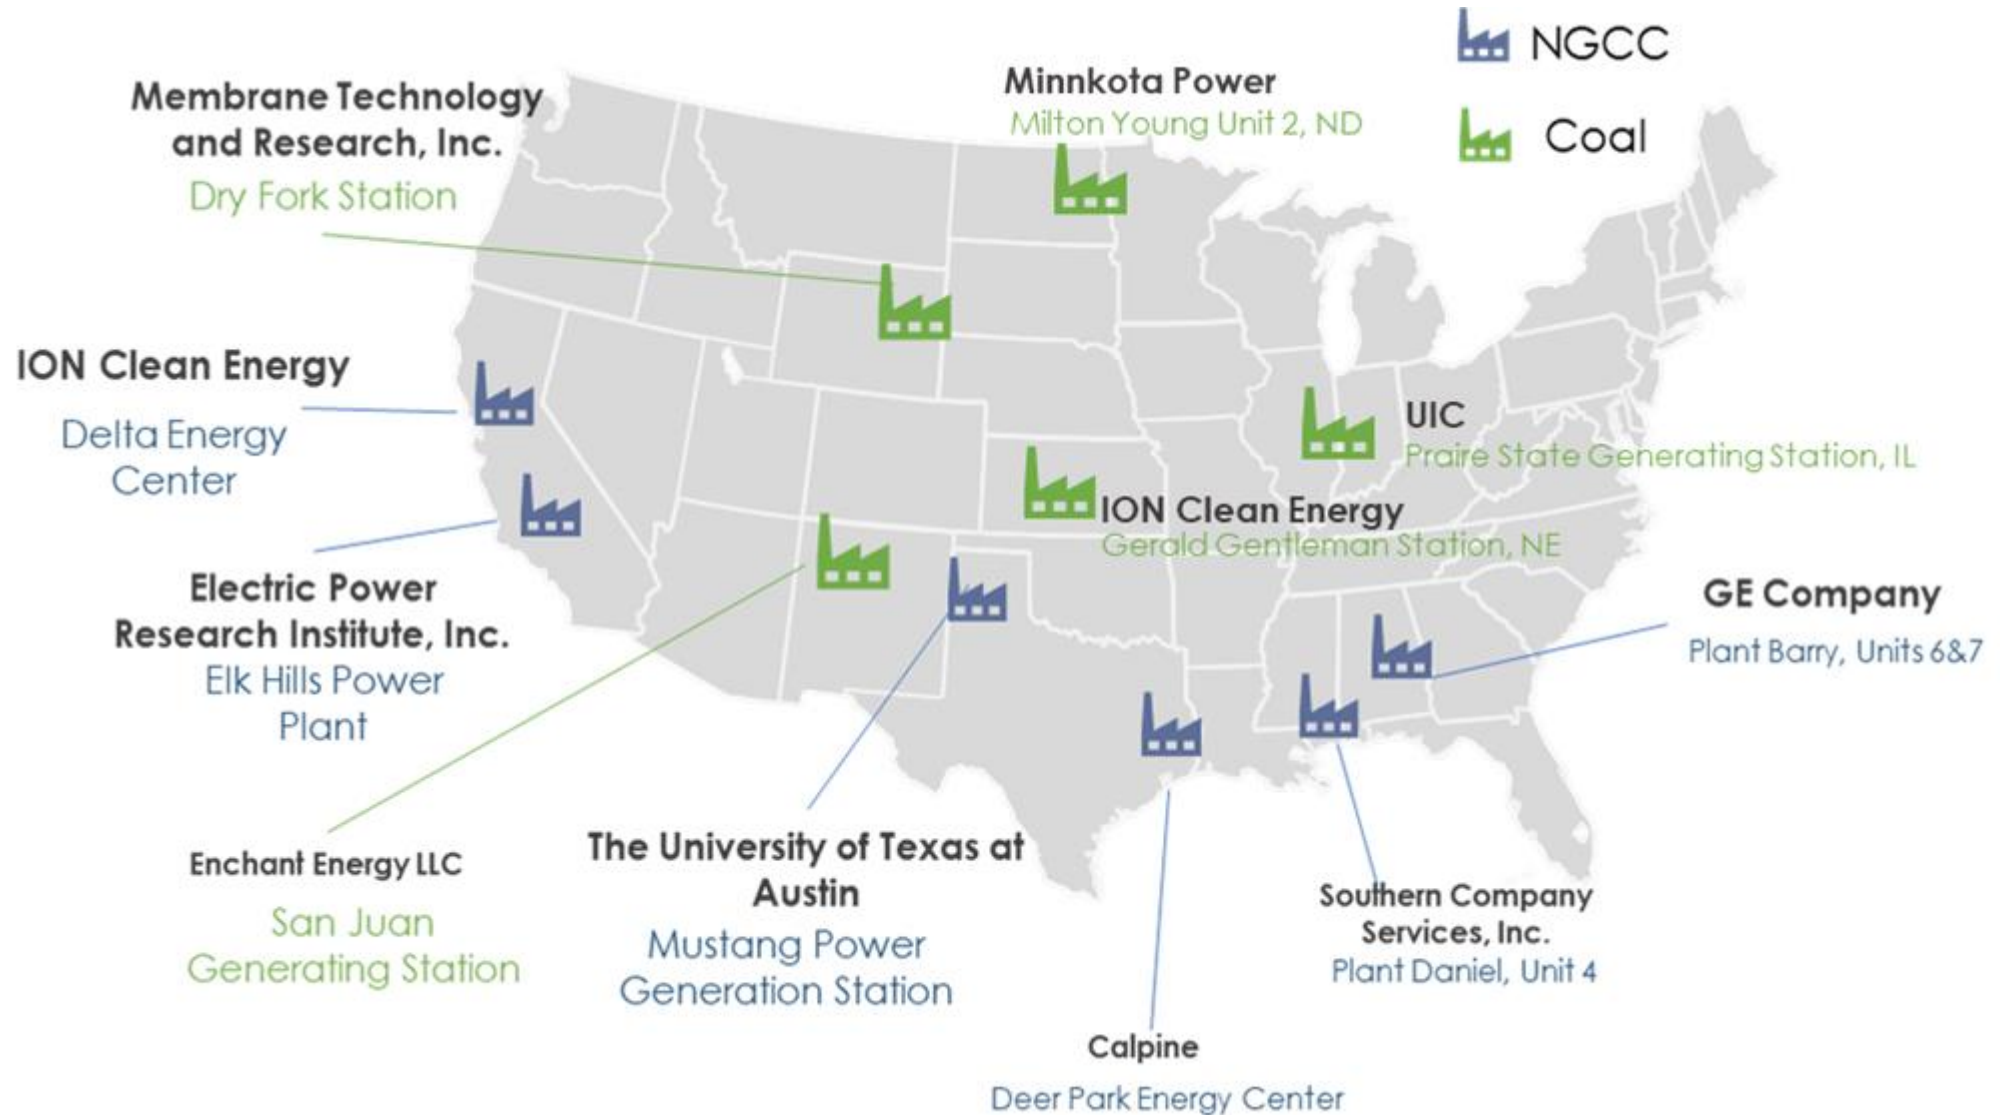 NGCC
Coal
Membrane Technology
and Research, Inc.
Dry Fork Station
Minnkota Power
Milton Young Unit 2, ND
ION Clean Energy
Delta Energy
Center
UIC
Praire State Generating Station, IL
ION Clean Energy
Gerald Gentleman Station, NE
Electric Power
Research Institute, Inc.
Elk Hills Power
Plant
GE Company
Plant Barry, Units 6&7
Enchant Energy LLC
San Juan
Generating Station
The University of Texas at
Austin
Mustang Power
Generation Station
Southern Company
Services, Inc.
Plant Daniel, Unit 4
Calpine
Deer Park Energy Center